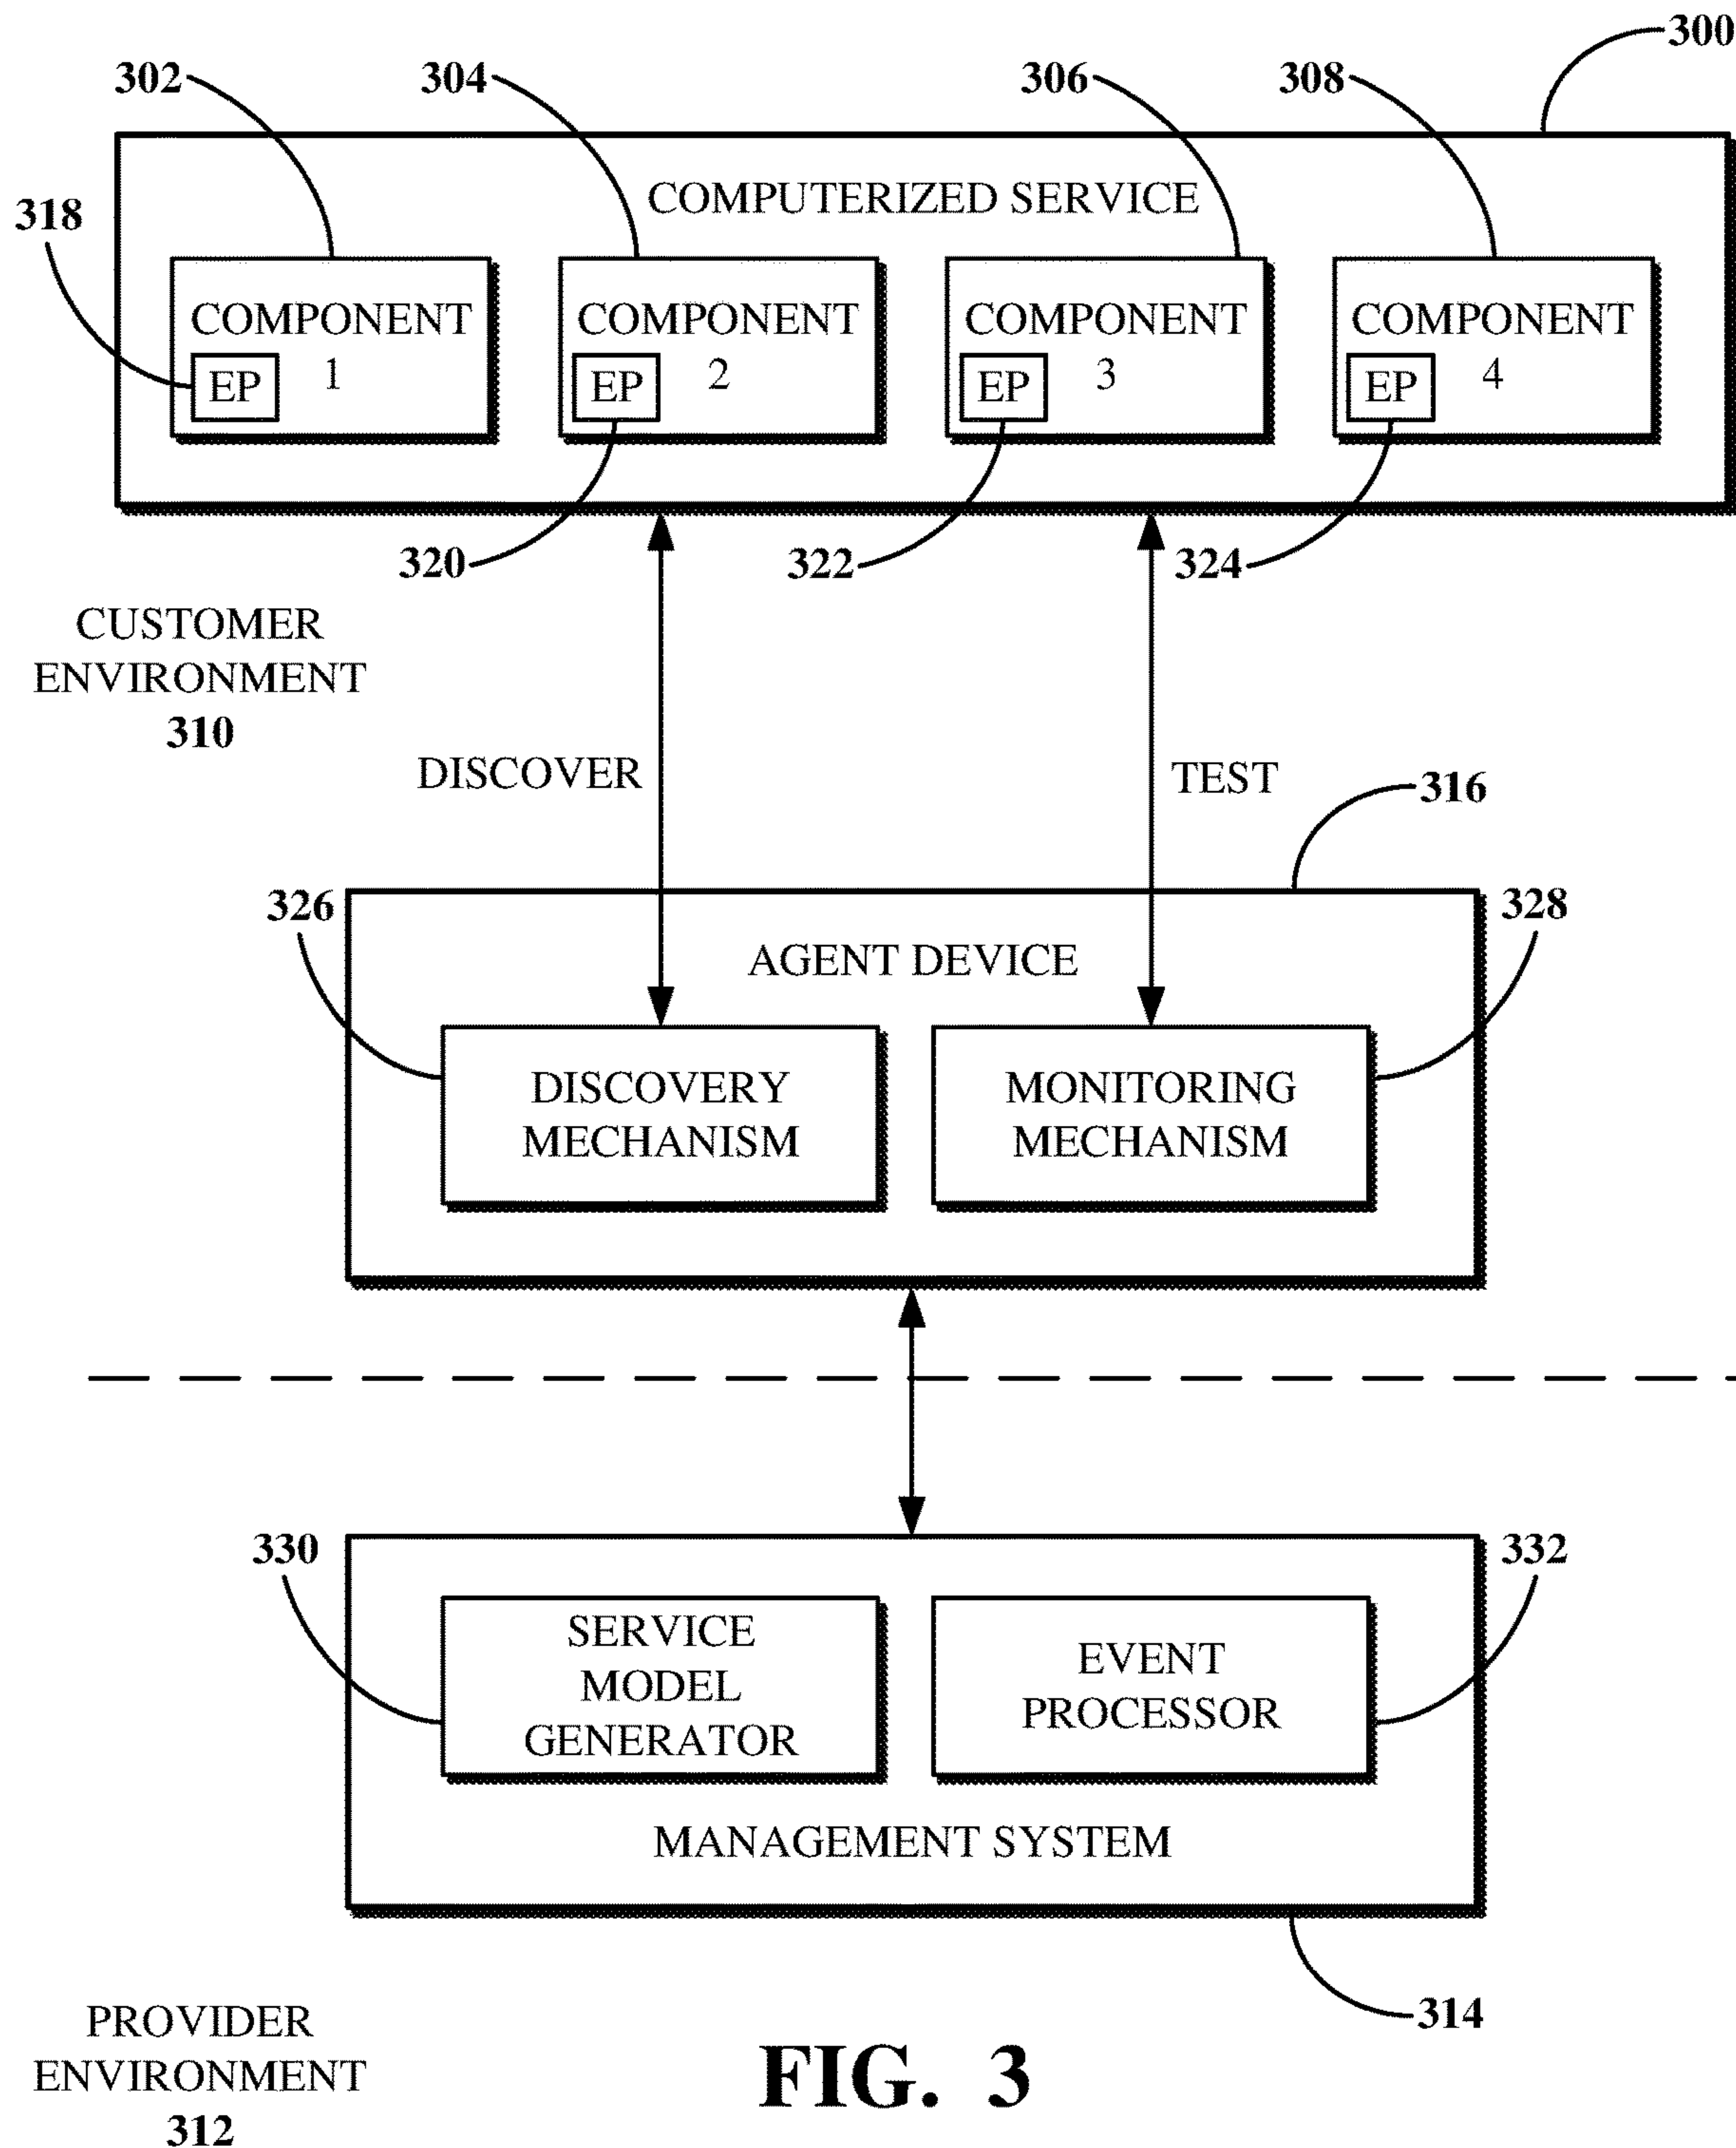 300
302
304
306
308
COMPUTERIZED SERVICE
318
COMPONENT
1
EP
COMPONENT
2
EP
COMPONENT
3
EP
COMPONENT
4
EP
320
322
324
CUSTOMER
ENVIRONMENT
310
DISCOVER
TEST
316
326
328
AGENT DEVICE
DISCOVERY
MECHANISM
MONITORING
MECHANISM
330
332
SERVICE
MODEL
GENERATOR
EVENT
PROCESSOR
MANAGEMENT SYSTEM
314
PROVIDER
ENVIRONMENT
312
FIG. 3